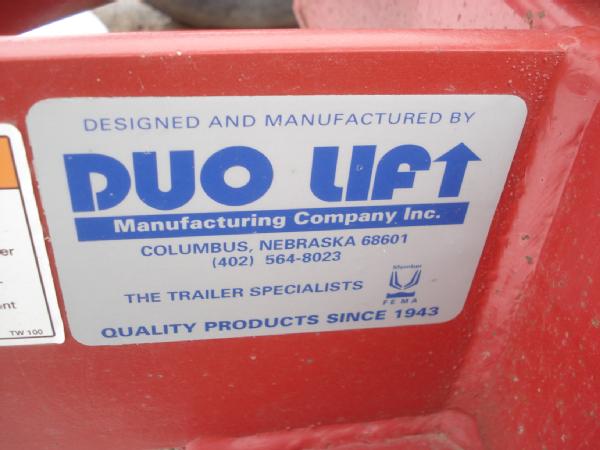 DESIGNED AND MANUFACTURED BY
DUO LIFT
Manufacturing Company Inc.
COLUMBUS, NEBRASKA 68601
(402) 564-8023
THE TRAILER SPECIALISTS
Member
FEMA
QUALITY PRODUCTS SINCE 1943
TW 100